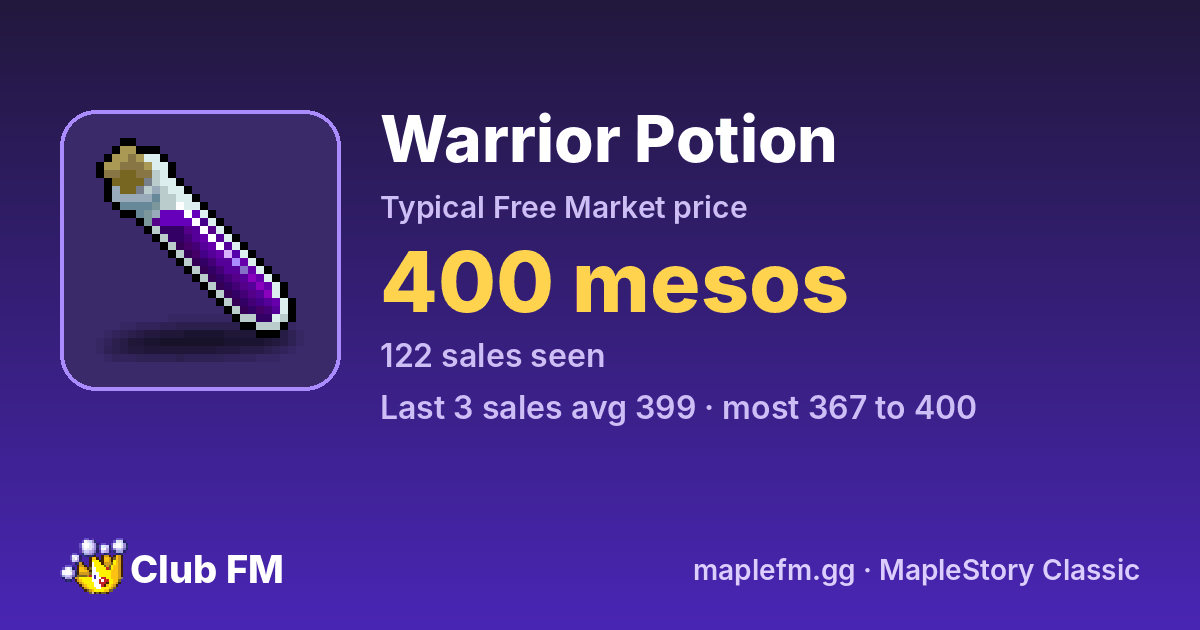 Warrior Potion
Typical Free Market price
400 mesos
122 sales seen
Last 3 sales avg 399 · most 367 to 400
Club FM
maplefm.gg · MapleStory Classic